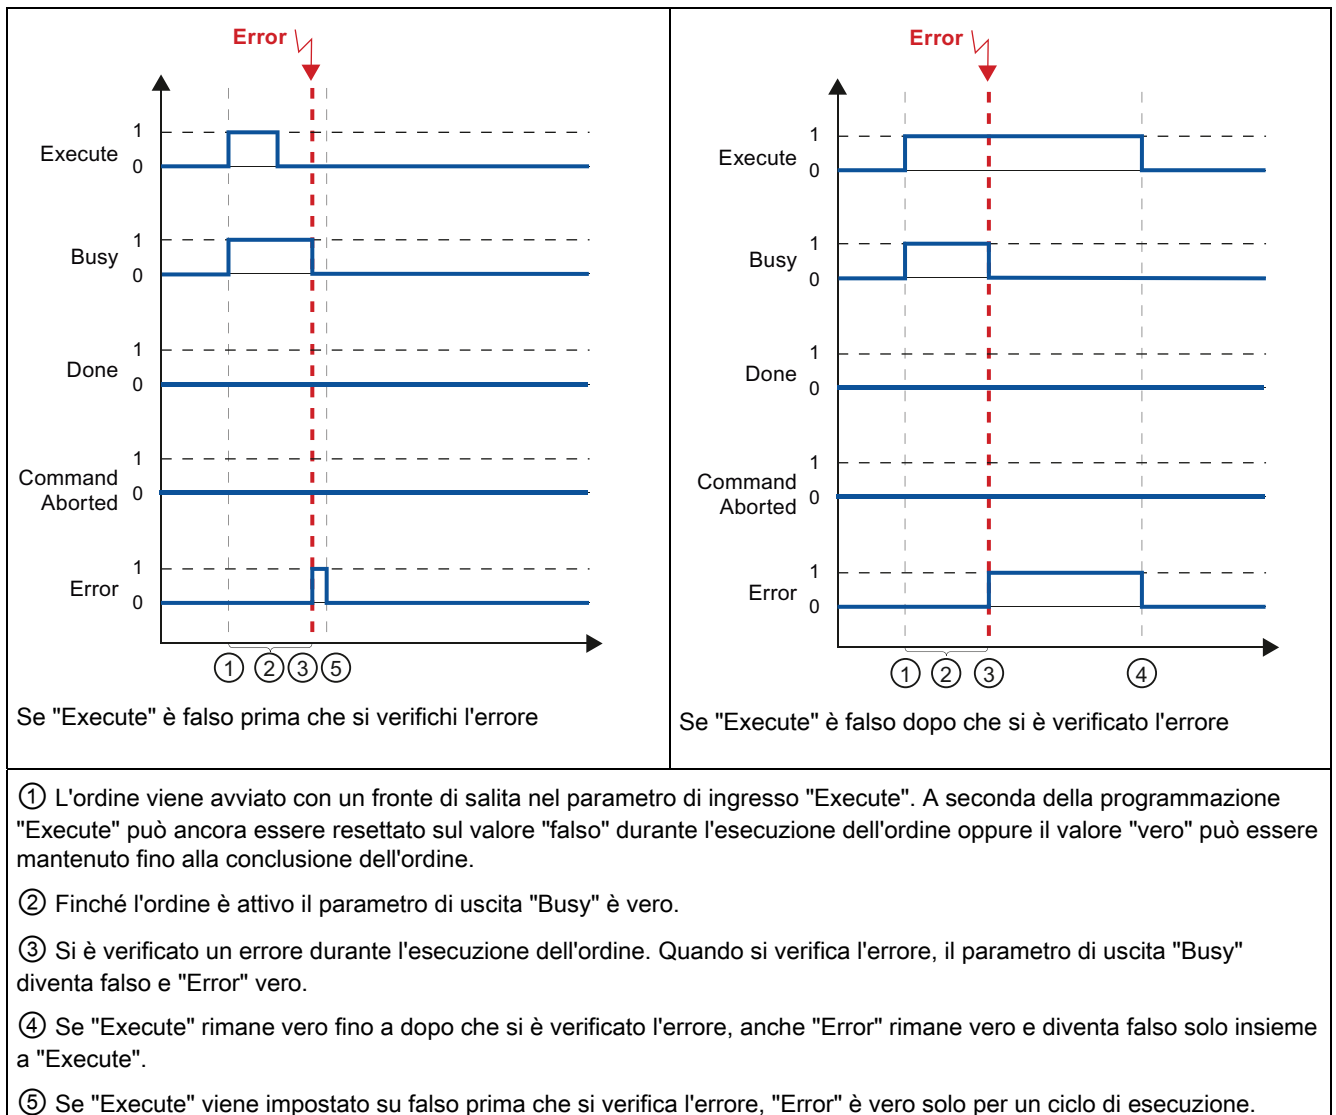 Error
1
Execute
0
1
Busy
0
1
Done
0
1
Command
Aborted
0
1
Error
0
① ② ③ ⑤
Se "Execute" è falso prima che si verifichi l'errore
Error
1
Execute
0
1
Busy
0
1
Done
0
1
Command
Aborted
0
1
Error
0
① ② ③ ④
Se "Execute" è falso dopo che si è verificato l'errore
① L'ordine viene avviato con un fronte di salita nel parametro di ingresso "Execute". A seconda della programmazione
"Execute" può ancora essere resettato sul valore "falso" durante l'esecuzione dell'ordine oppure il valore "vero" può essere
mantenuto fino alla conclusione dell'ordine.
② Finché l'ordine è attivo il parametro di uscita "Busy" è vero.
③ Si è verificato un errore durante l'esecuzione dell'ordine. Quando si verifica l'errore, il parametro di uscita "Busy"
diventa falso e "Error" vero.
④ Se "Execute" rimane vero fino a dopo che si è verificato l'errore, anche "Error" rimane vero e diventa falso solo insieme
a "Execute".
⑤ Se "Execute" viene impostato su falso prima che si verifica l'errore, "Error" è vero solo per un ciclo di esecuzione.